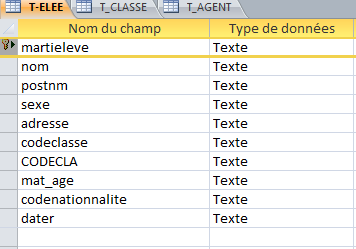 T-ELEE T_CLASSE T_AGENT
Nom du champ Type de données
martieleve Texte
nom Texte
postnm Texte
sexe Texte
adresse Texte
codeclasse Texte
CODECLA Texte
mat_age Texte
codenationnalite Texte
dater Texte